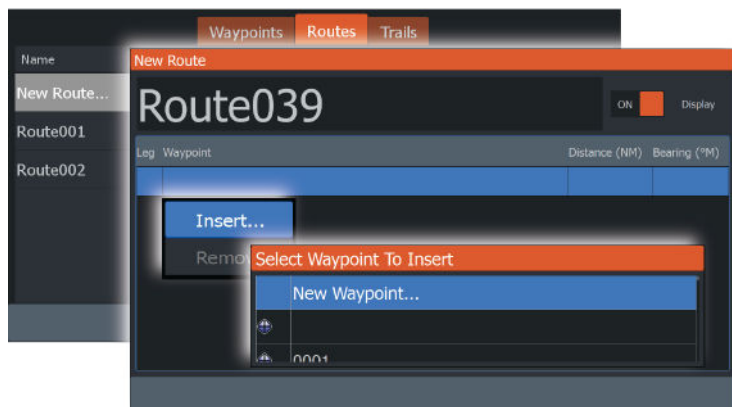 Waypoints Routes Trails
Name
New Route...
Route001
Route002
New Route
Route039
ON Display
Leg Waypoint Distance (NM) Bearing (°M)
Insert...
Select Waypoint To Insert
New Waypoint...
0001